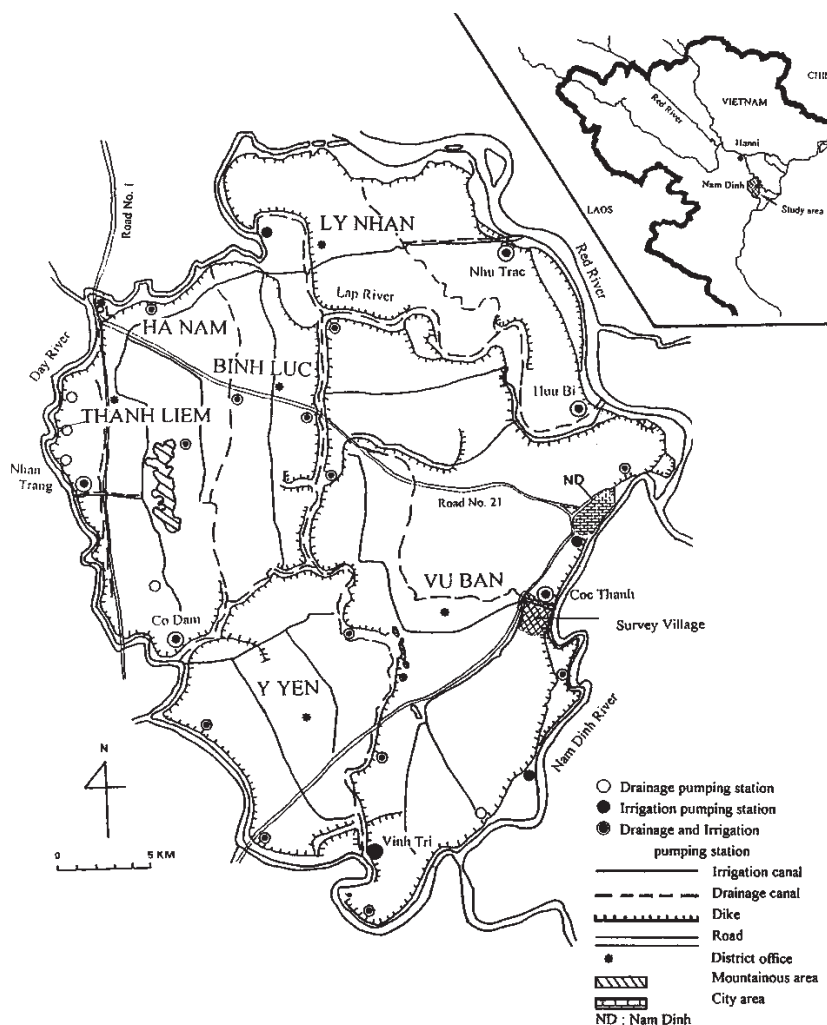 CHI
VIETNAM
Red River
Hanoi
Nam Dinh
Study area
LAOS
Road No. 1
LY NHAN
Nhu Trac
Red River
Lap River
HA NAM
Day River
BINH LUC
Huu Bi
THANH LIEM
Nhan
Trang
ND
Road No. 21
VU BAN
Coc Thanh
Survey Village
Co Dam
Y YEN
Nam Dinh River
N
Vinh Tri
0 5 KM
Drainage pumping station
Irrigation pumping station
Drainage and Irrigation
pumping station
Irrigation canal
Drainage canal
Dike
Road
District office
Mountainous area
City area
ND : Nam Dinh